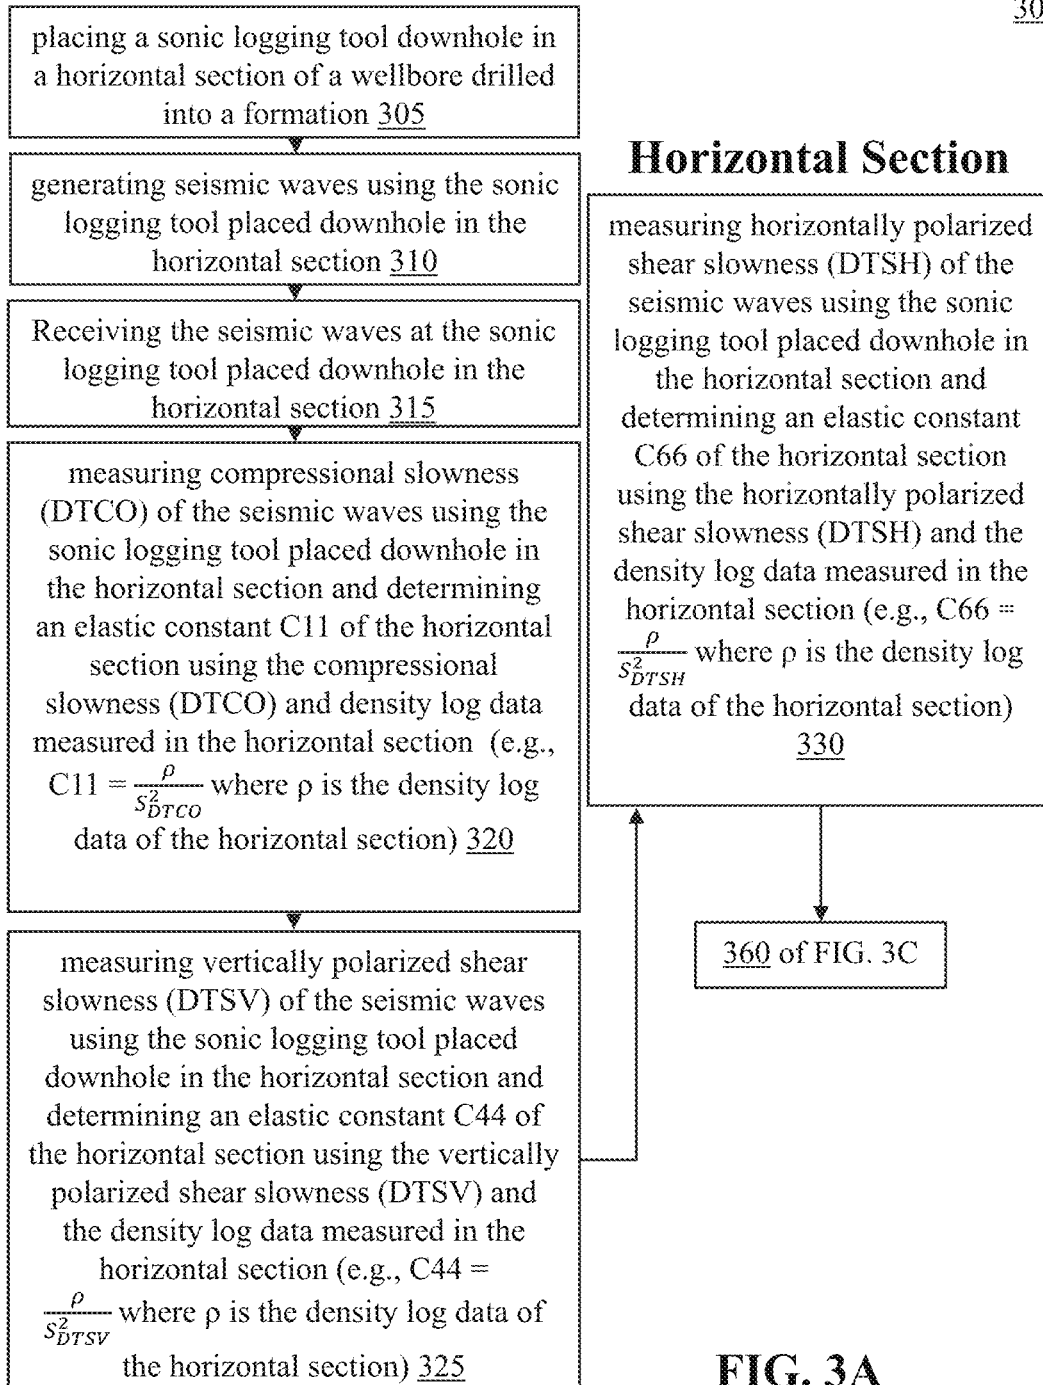 30
placing a sonic logging tool downhole in
a horizontal section of a wellbore drilled
into a formation 305
generating seismic waves using the sonic
logging tool placed downhole in the
horizontal section 310
Receiving the seismic waves at the sonic
logging tool placed downhole in the
horizontal section 315
measuring compressional slowness
(DTCO) of the seismic waves using the
sonic logging tool placed downhole in
the horizontal section and determining
an elastic constant C11 of the horizontal
section using the compressional
slowness (DTCO) and density log data
measured in the horizontal section (e.g.,
C11 = ρ/S²DTCO where ρ is the density log
data of the horizontal section) 320
measuring vertically polarized shear
slowness (DTSV) of the seismic waves
using the sonic logging tool placed
downhole in the horizontal section and
determining an elastic constant C44 of
the horizontal section using the vertically
polarized shear slowness (DTSV) and
the density log data measured in the
horizontal section (e.g., C44 =
ρ/S²DTSV where ρ is the density log data of
the horizontal section) 325
Horizontal Section
measuring horizontally polarized
shear slowness (DTSH) of the
seismic waves using the sonic
logging tool placed downhole in
the horizontal section and
determining an elastic constant
C66 of the horizontal section
using the horizontally polarized
shear slowness (DTSH) and the
density log data measured in the
horizontal section (e.g., C66 =
ρ/S²DTSH where ρ is the density log
data of the horizontal section)
330
360 of FIG. 3C
FIG. 3A